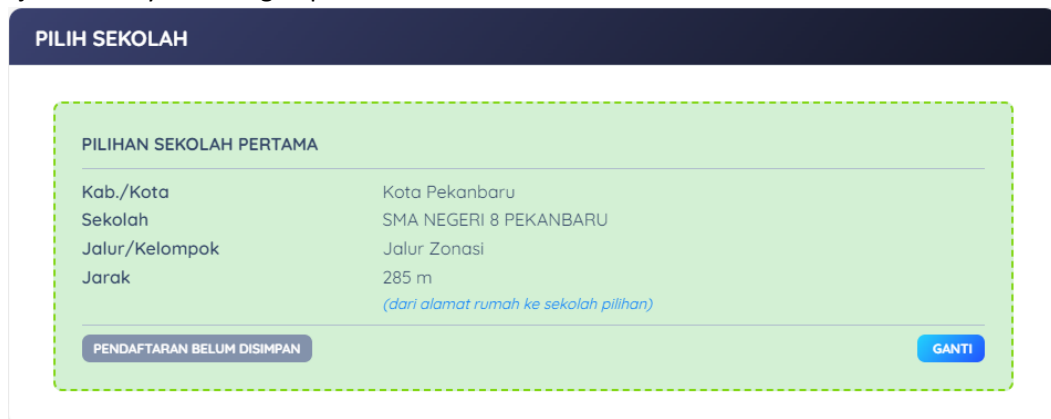 PILIH SEKOLAH
PILIHAN SEKOLAH PERTAMA
Kab./Kota Kota Pekanbaru
Sekolah SMA NEGERI 8 PEKANBARU
Jalur/Kelompok Jalur Zonasi
Jarak 285 m
(dari alamat rumah ke sekolah pilihan)
PENDAFTARAN BELUM DISIMPAN GANTI